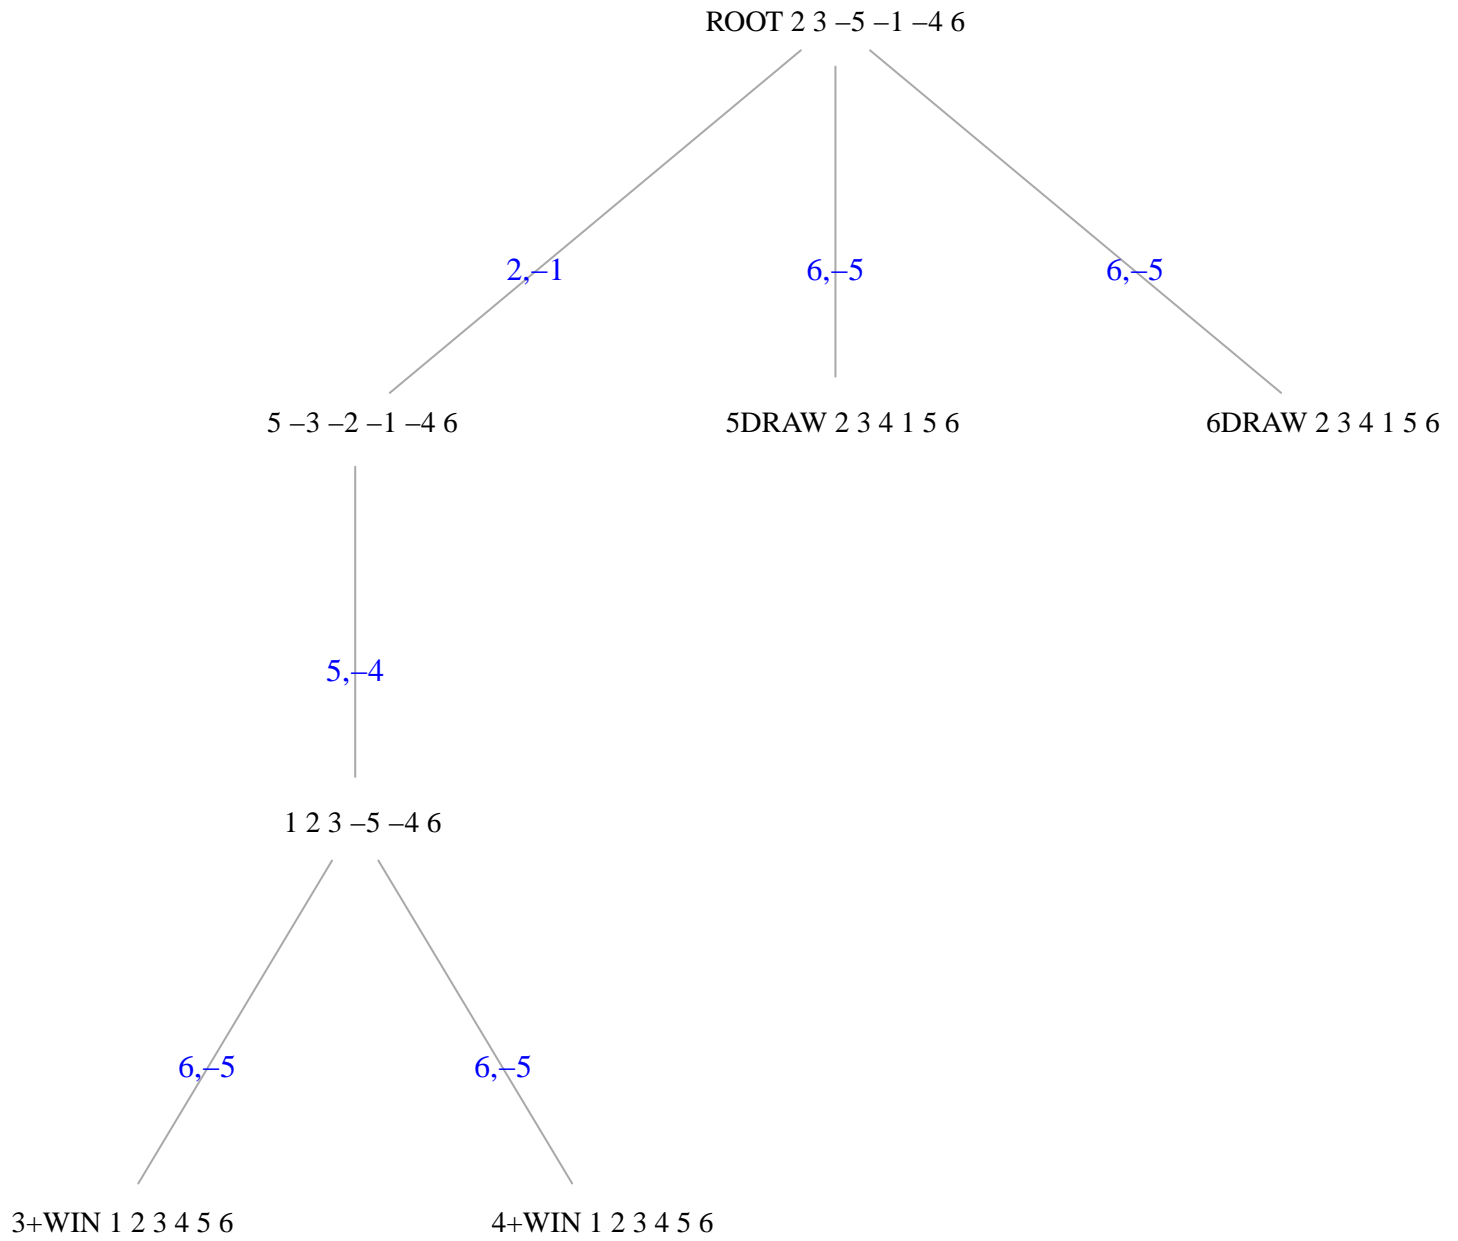 ROOT 2 3 –5 –1 –4 6
2,–1
6,–5
6,–5
5 –3 –2 –1 –4 6
5DRAW 2 3 4 1 5 6
6DRAW 2 3 4 1 5 6
5,–4
1 2 3 –5 –4 6
6,–5
6,–5
3+WIN 1 2 3 4 5 6
4+WIN 1 2 3 4 5 6